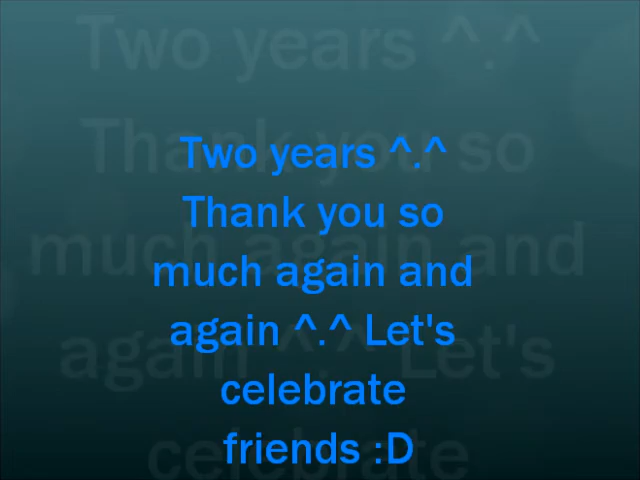 Two years ^.^
Thank you so
much again and
again ^.^ Let's
celebrate
friends :D